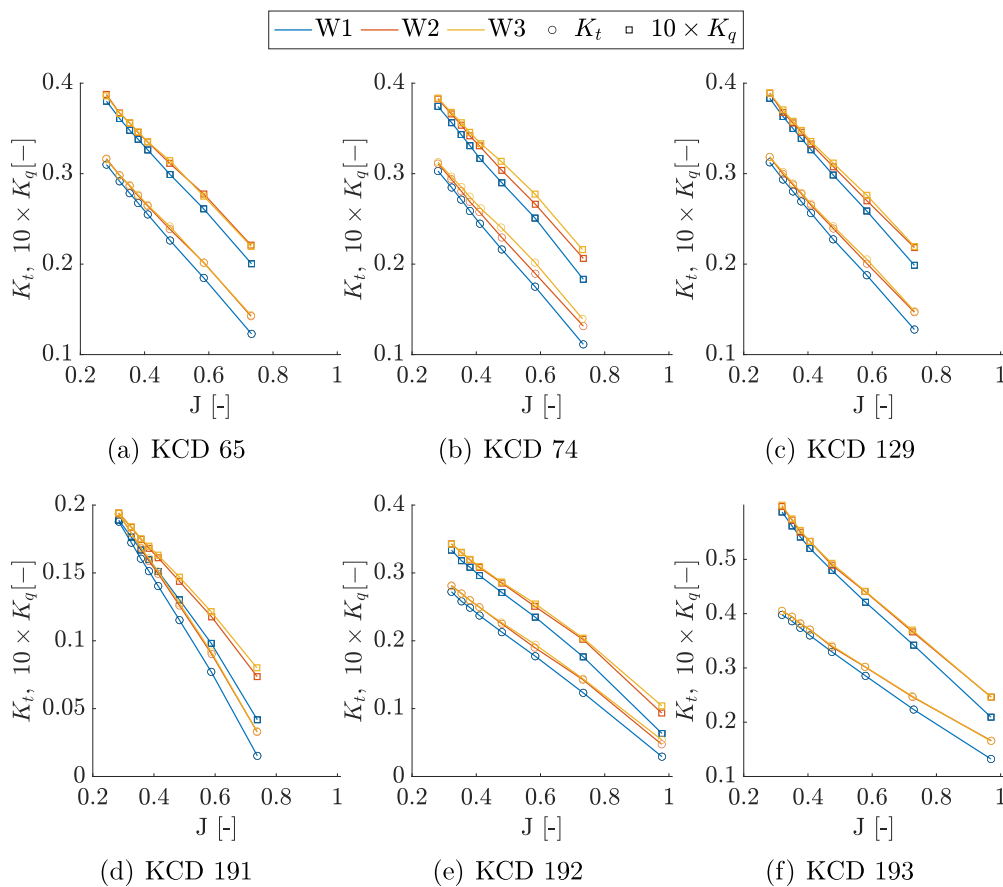 W1 W2 W3 K_t 10 × K_q
0.4 0.4 0.4
0.3 0.3 0.3
0.2 0.2 0.2
0.1 0.1 0.1
K_t, 10 × K_q[−] K_t, 10 × K_q[−] K_t, 10 × K_q[−]
0.2 0.4 0.6 0.8 1 0.2 0.4 0.6 0.8 1 0.2 0.4 0.6 0.8 1
J [-] J [-] J [-]
(a) KCD 65 (b) KCD 74 (c) KCD 129
0.2 0.4
0.5
0.15 0.3
0.4
0.1 0.2
0.3
0.05 0.1
0.2
0 0 0.1
K_t, 10 × K_q[−] K_t, 10 × K_q[−] K_t, 10 × K_q[−]
0.2 0.4 0.6 0.8 1 0.2 0.4 0.6 0.8 1 0.2 0.4 0.6 0.8 1
J [-] J [-] J [-]
(d) KCD 191 (e) KCD 192 (f) KCD 193